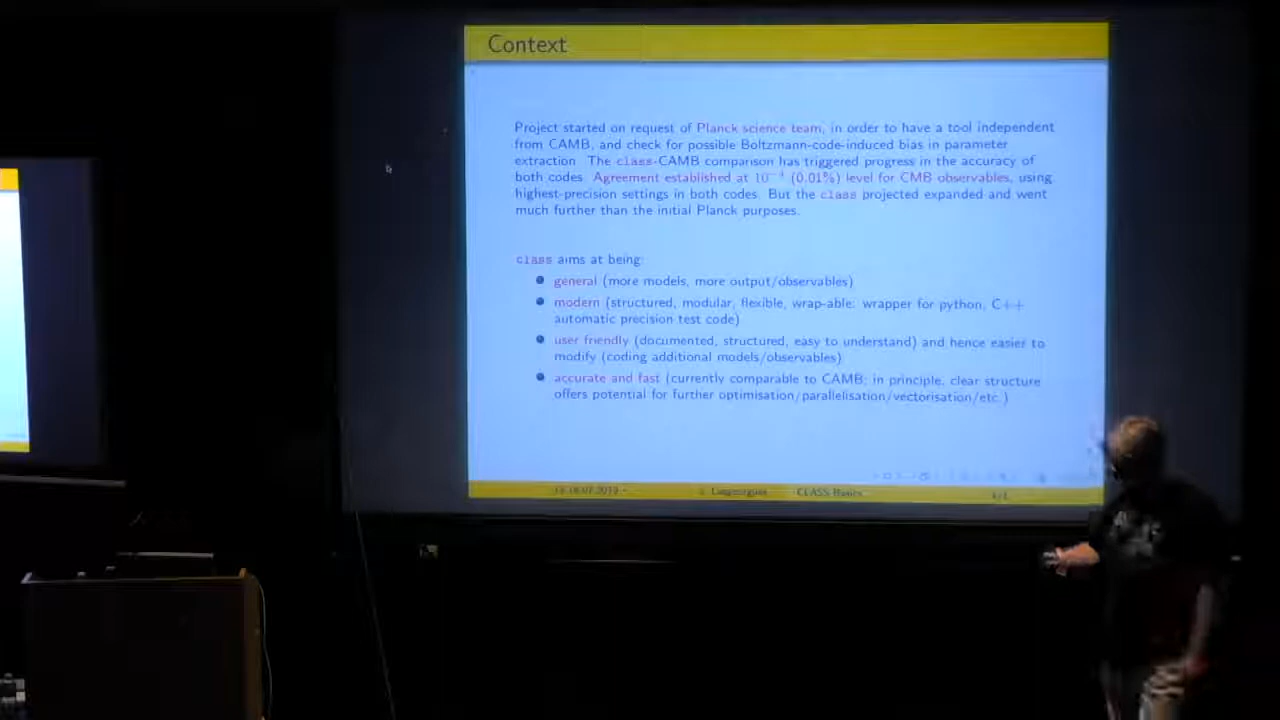 Context
Project started on request of Planck science team, in order to have a tool independent
from CAMB, and check for possible Boltzmann-code-induced bias in parameter
extraction. The class-CAMB comparison has triggered progress in the accuracy of
both codes. Agreement established at 10⁻⁴ (0.01%) level for CMB observables, using
highest-precision settings in both codes. But the class projected expanded and went
much further than the initial Planck purposes.
class aims at being:
general (more models, more output/observables)
modern (structured, modular, flexible, wrap-able: wrapper for python, C++
automatic precision test code)
user friendly (documented, structured, easy to understand) and hence easier to
modify (coding additional models/observables)
accurate and fast (currently comparable to CAMB; in principle, clear structure
offers potential for further optimisation/parallelisation/vectorisation/etc.)
CLASS Basics